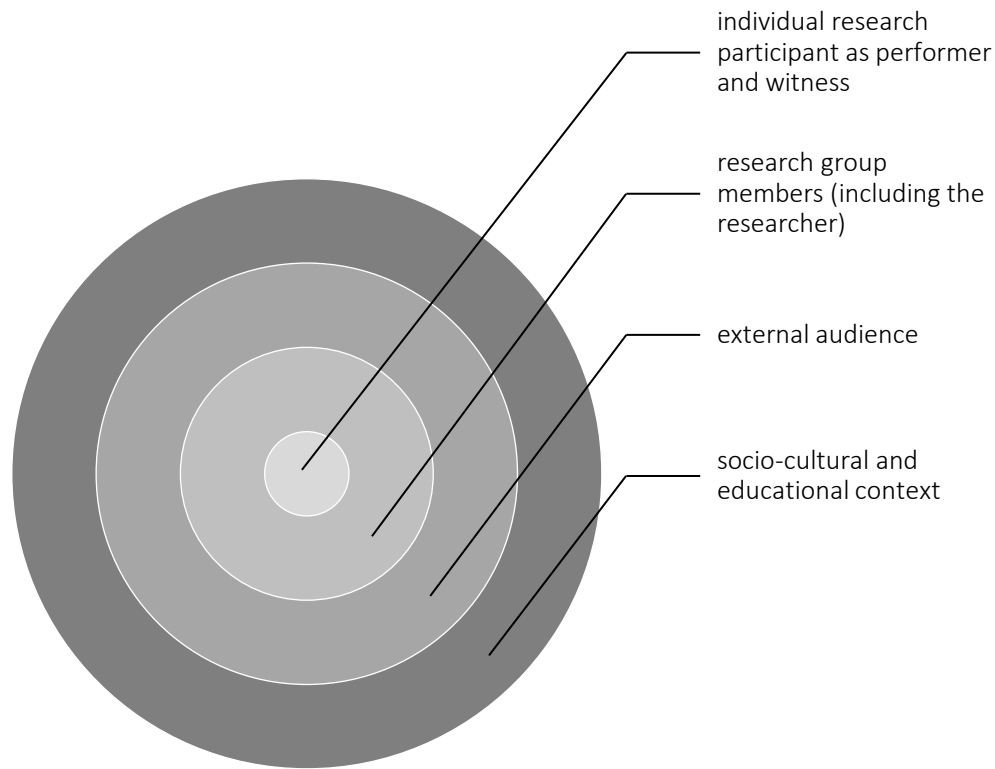 individual research
participant as performer
and witness
research group
members (including the
researcher)
external audience
socio-cultural and
educational context